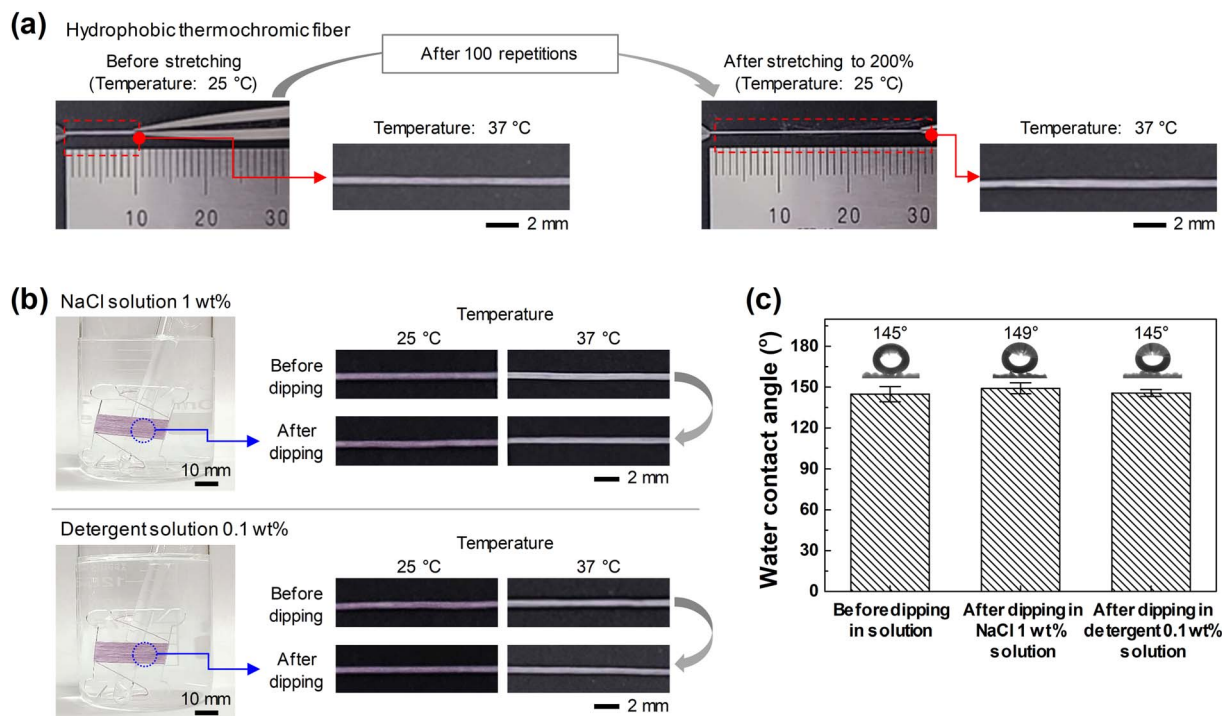 (a)
Hydrophobic thermochromic fiber
Before stretching
(Temperature: 25 °C)
After 100 repetitions
After stretching to 200%
(Temperature: 25 °C)
Temperature: 37 °C
10 20 30
2 mm
Temperature: 37 °C
10 20 30
2 mm
(b)
NaCl solution 1 wt%
10 mm
Temperature
25 °C 37 °C
Before
dipping
After
dipping
2 mm
Detergent solution 0.1 wt%
10 mm
Temperature
25 °C 37 °C
Before
dipping
After
dipping
2 mm
(c)
Water contact angle (°)
180
150
120
90
60
30
0
145° 149° 145°
Before dipping
in solution
After dipping in
NaCl 1 wt%
solution
After dipping in
detergent 0.1 wt%
solution